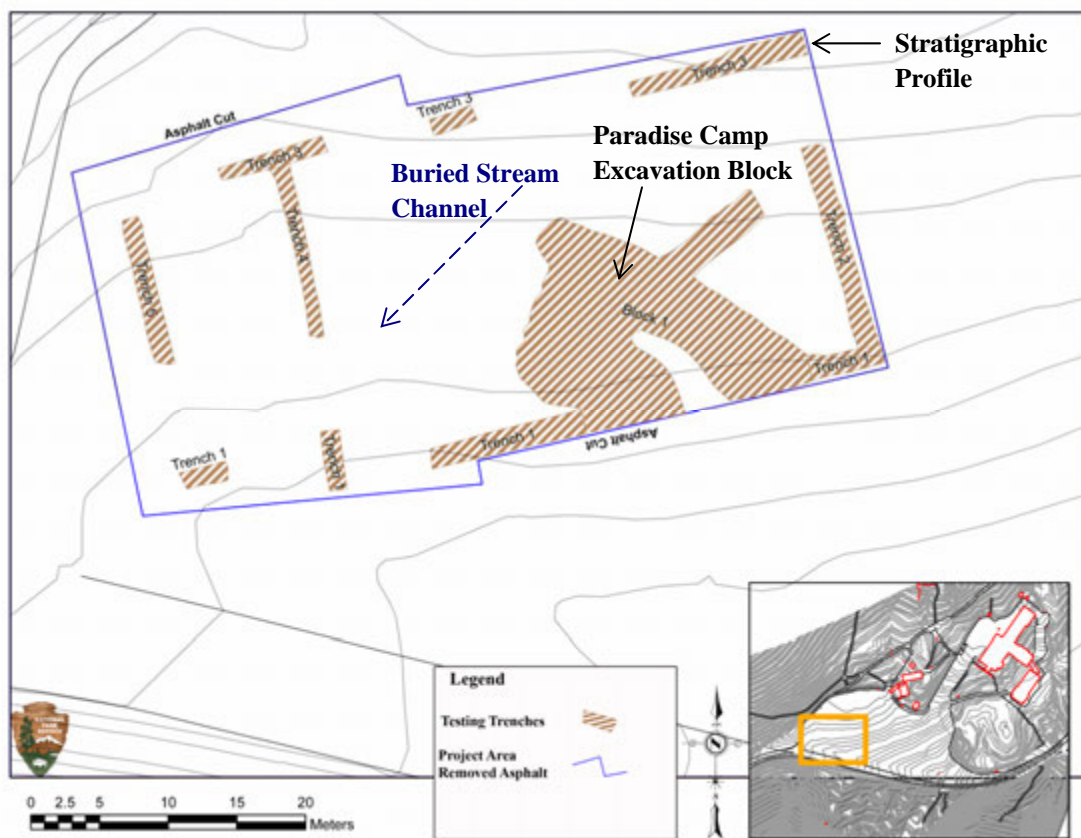 Stratigraphic
Profile
Trench 3
Trench 3
Asphalt Cut
Paradise Camp
Excavation Block
Trench 3
Buried Stream
Channel
Trench 4
Trench 2
Trench 5
Block 1
Trench 1
Trench 1
Asphalt Cut
Trench 1
Legend
Testing Trenches
Project Area
Removed Asphalt
0 2.5 5 10 15 20
Meters